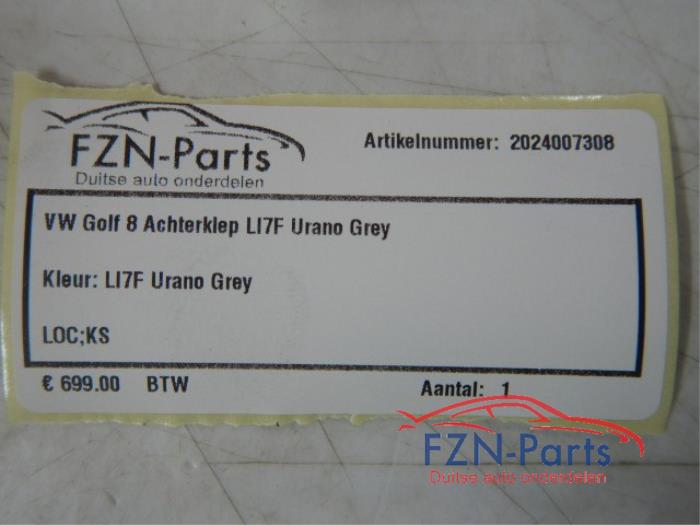 FZN-Parts
Duitse auto onderdelen
Artikelnummer: 2024007308
VW Golf 8 Achterklep LI7F Urano Grey
Kleur: LI7F Urano Grey
LOC;KS
€ 699.00 BTW
Aantal: 1
FZN-Parts
Duitse auto onderdelen